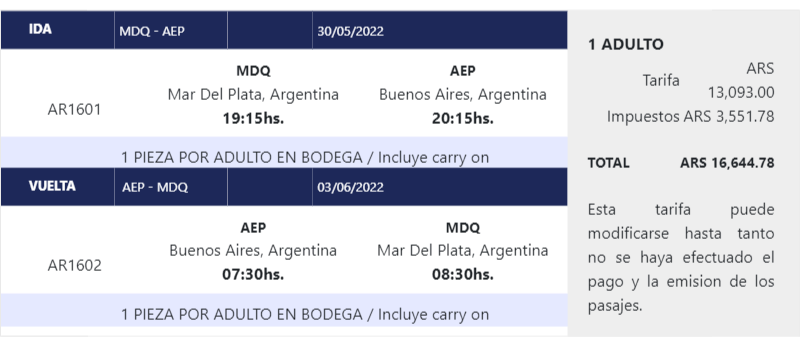 IDA MDQ - AEP 30/05/2022
MDQ AEP
AR1601 Mar Del Plata, Argentina Buenos Aires, Argentina
19:15hs. 20:15hs.
1 PIEZA POR ADULTO EN BODEGA / Incluye carry on
VUELTA AEP - MDQ 03/06/2022
AEP MDQ
AR1602 Buenos Aires, Argentina Mar Del Plata, Argentina
07:30hs. 08:30hs.
1 PIEZA POR ADULTO EN BODEGA / Incluye carry on
1 ADULTO
Tarifa ARS
13,093.00
Impuestos ARS 3,551.78
TOTAL ARS 16,644.78
Esta tarifa puede
modificarse hasta tanto
no se haya efectuado el
pago y la emision de los
pasajes.